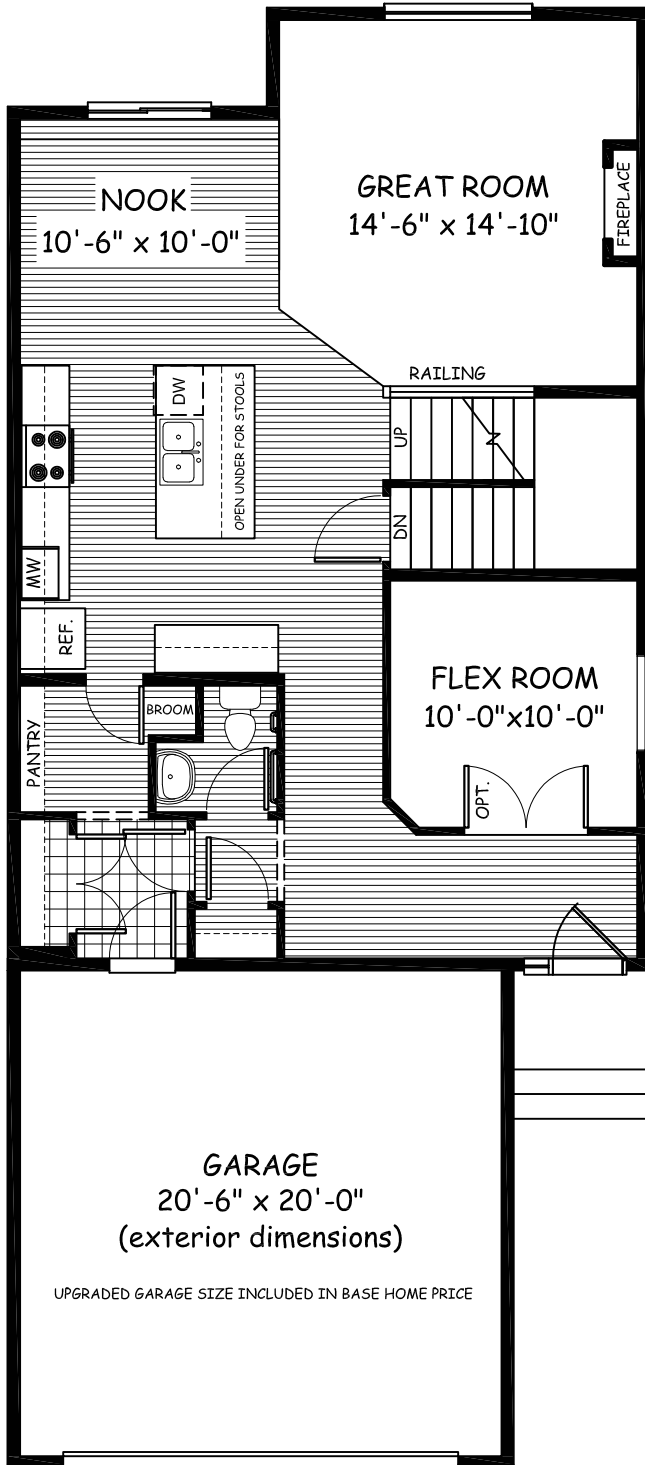 GREAT ROOM
14'-6" x 14'-10"
FIREPLACE
NOOK
10'-6" x 10'-0"
RAILING
DW
OPEN UNDER FOR STOOLS
UP
DN
MW
REF.
FLEX ROOM
10'-0"x10'-0"
BROOM
PANTRY
OPT.
GARAGE
20'-6" x 20'-0"
(exterior dimensions)
UPGRADED GARAGE SIZE INCLUDED IN BASE HOME PRICE